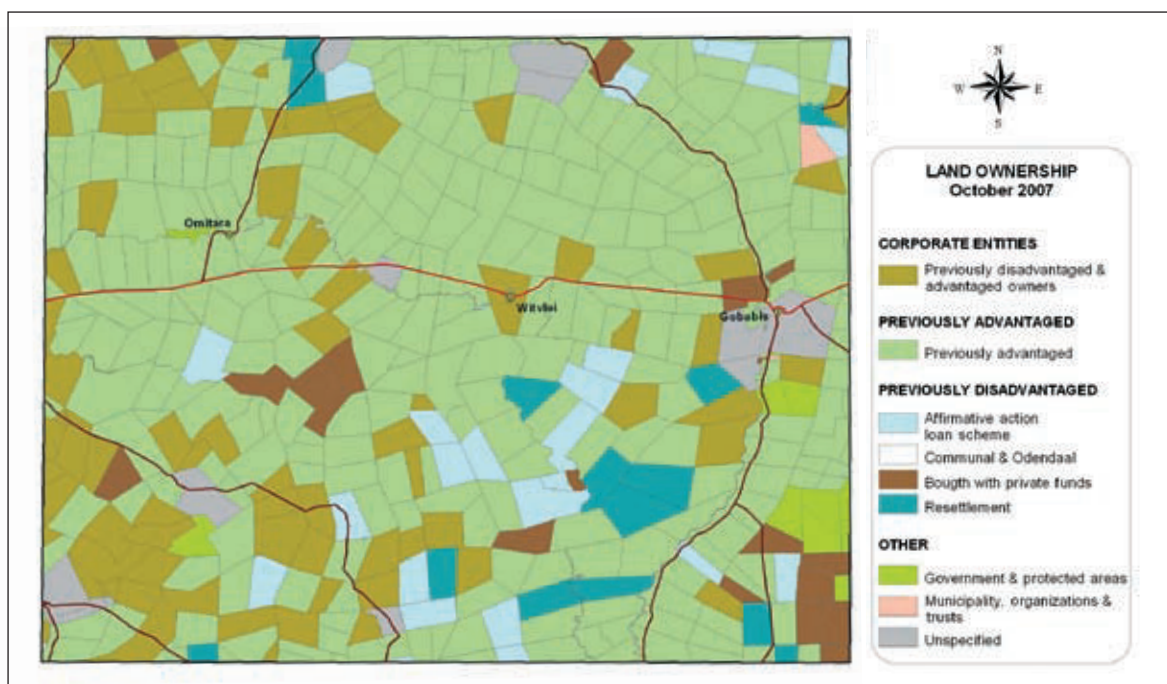 N
W E
S
LAND OWNERSHIP
October 2007
CORPORATE ENTITIES
Previously disadvantaged &
advantaged owners
PREVIOUSLY ADVANTAGED
Previously advantaged
PREVIOUSLY DISADVANTAGED
Affirmative action
loan scheme
Communal & Odendaal
Bougth with private funds
Resettlement
OTHER
Government & protected areas
Municipality, organizations &
trusts
Unspecified
Omitara
Witvlei
Gobabis